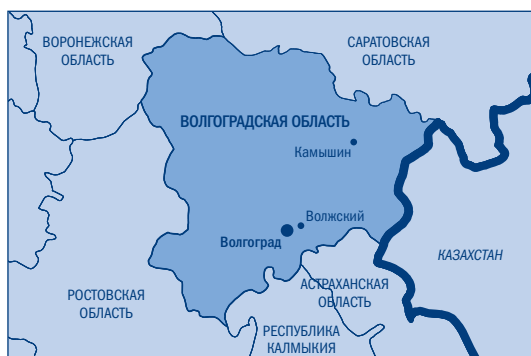 ВОРОНЕЖСКАЯ
ОБЛАСТЬ
САРАТОВСКАЯ
ОБЛАСТЬ
ВОЛГОГРАДСКАЯ ОБЛАСТЬ
Камышин
Волжский
Волгоград
КАЗАХСТАН
АСТРАХАНСКАЯ
ОБЛАСТЬ
РОСТОВСКАЯ
ОБЛАСТЬ
РЕСПУБЛИКА
КАЛМЫКИЯ